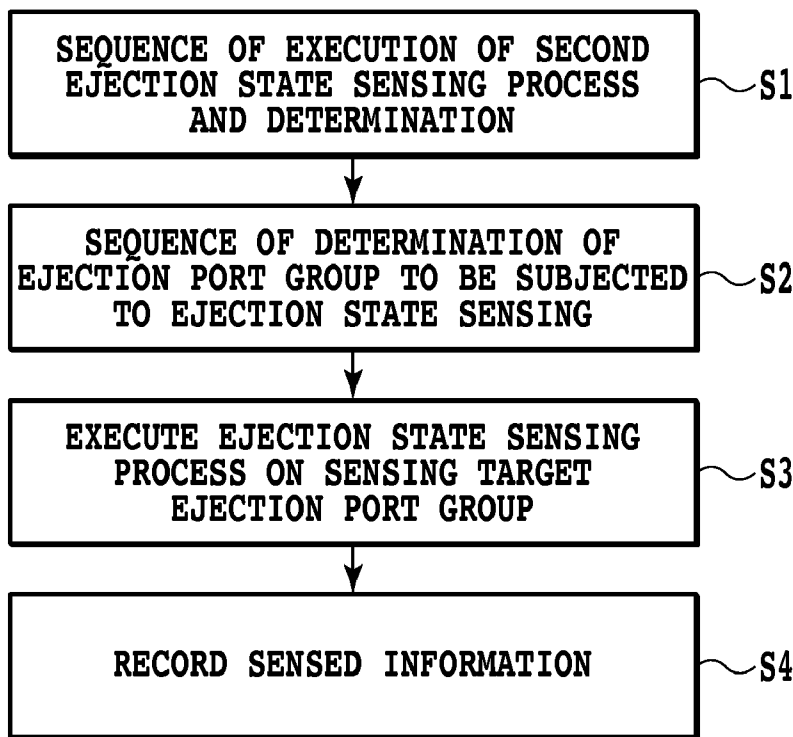 SEQUENCE OF EXECUTION OF SECOND
EJECTION STATE SENSING PROCESS
AND DETERMINATION
S1
SEQUENCE OF DETERMINATION OF
EJECTION PORT GROUP TO BE SUBJECTED
TO EJECTION STATE SENSING
S2
EXECUTE EJECTION STATE SENSING
PROCESS ON SENSING TARGET
EJECTION PORT GROUP
S3
RECORD SENSED INFORMATION
S4